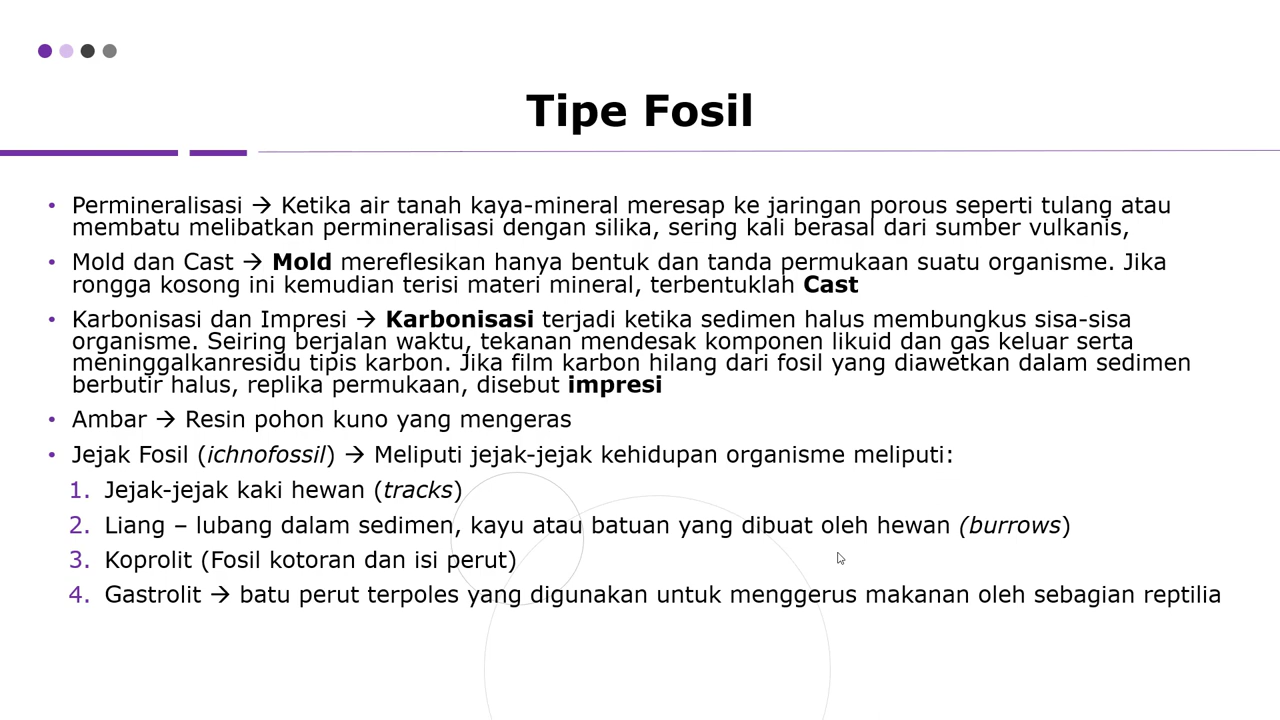 Tipe Fosil
• Permineralisasi → Ketika air tanah kaya-mineral meresap ke jaringan porous seperti tulang atau
membatu melibatkan permineralisasi dengan silika, sering kali berasal dari sumber vulkanis,
• Mold dan Cast → Mold mereflesikan hanya bentuk dan tanda permukaan suatu organisme. Jika
rongga kosong ini kemudian terisi materi mineral, terbentuklah Cast
• Karbonisasi dan Impresi → Karbonisasi terjadi ketika sedimen halus membungkus sisa-sisa
organisme. Seiring berjalan waktu, tekanan mendesak komponen likuid dan gas keluar serta
meninggalkanresidu tipis karbon. Jika film karbon hilang dari fosil yang diawetkan dalam sedimen
berbutir halus, replika permukaan, disebut impresi
• Ambar → Resin pohon kuno yang mengeras
• Jejak Fosil (ichnofossil) → Meliputi jejak-jejak kehidupan organisme meliputi:
1. Jejak-jejak kaki hewan (tracks)
2. Liang – lubang dalam sedimen, kayu atau batuan yang dibuat oleh hewan (burrows)
3. Koprolit (Fosil kotoran dan isi perut)
4. Gastrolit → batu perut terpoles yang digunakan untuk menggerus makanan oleh sebagian reptilia